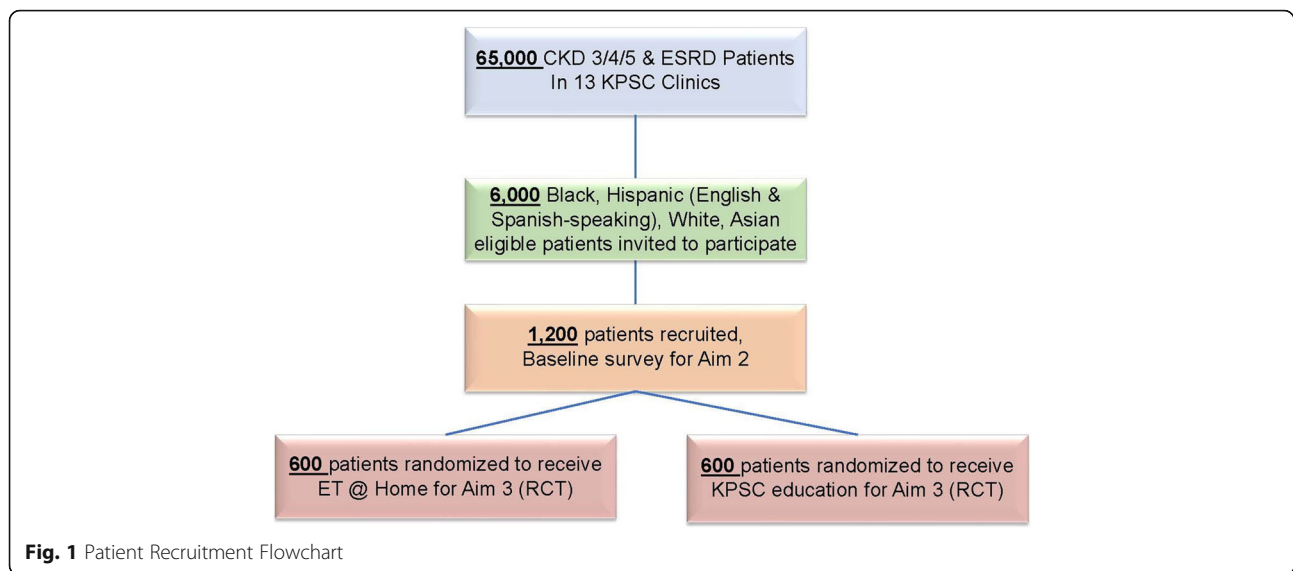 65,000 CKD 3/4/5 & ESRD Patients
In 13 KPSC Clinics
6,000 Black, Hispanic (English &
Spanish-speaking), White, Asian
eligible patients invited to participate
1,200 patients recruited,
Baseline survey for Aim 2
600 patients randomized to receive
ET @ Home for Aim 3 (RCT)
600 patients randomized to receive
KPSC education for Aim 3 (RCT)
Fig. 1 Patient Recruitment Flowchart